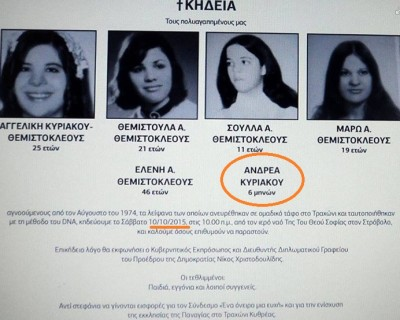 †ΚΗΔΕΙΑ
Τους πολυαγαπημένους μας
ΑΓΓΕΛΙΚΗ ΚΥΡΙΑΚΟΥ-
ΘΕΜΙΣΤΟΚΛΕΟΥΣ
25 ετών
ΘΕΜΙΣΤΟΥΛΑ Α.
ΘΕΜΙΣΤΟΚΛΕΟΥΣ
21 ετών
ΣΟΥΛΛΑ Α.
ΘΕΜΙΣΤΟΚΛΕΟΥΣ
11 ετών
ΜΑΡΩ Α.
ΘΕΜΙΣΤΟΚΛΕΟΥΣ
19 ετών
ΕΛΕΝΗ Α.
ΘΕΜΙΣΤΟΚΛΕΟΥΣ
46 ετών
ΑΝΔΡΕΑ
ΚΥΡΙΑΚΟΥ
6 μηνών
αγνοούμενους από τον Αύγουστο του 1974, τα λείψανα των οποίων ανευρέθηκαν σε ομαδικό τάφο στο Τραχώνι και ταυτοποιήθηκαν
με τη μέθοδο του DNA, κηδεύουμε το Σάββατο 10/10/2015, στις 10.00 π.μ., από τον ιερό ναό της Του Θεού Σοφίας στον Στρόβολο,
και καλούμε όσους επιθυμούν να παραστούν.
Επικήδειο λόγο θα εκφωνήσει ο Κυβερνητικός Εκπρόσωπος και Διευθυντής Διπλωματικού Γραφείου
του Προέδρου της Δημοκρατίας Νίκος Χριστοδουλίδης.
Οι τεθλιμμένοι:
Παιδιά, εγγόνια και λοιποί συγγενείς.
Αντί στεφανιών να γίνονται εισφορές για τον Σύνδεσμο «Ένα όνειρο μια ευχή» και για την ενίσχυση
της εκκλησίας της Παναγίας στο Τραχώνι Κυθρέας.